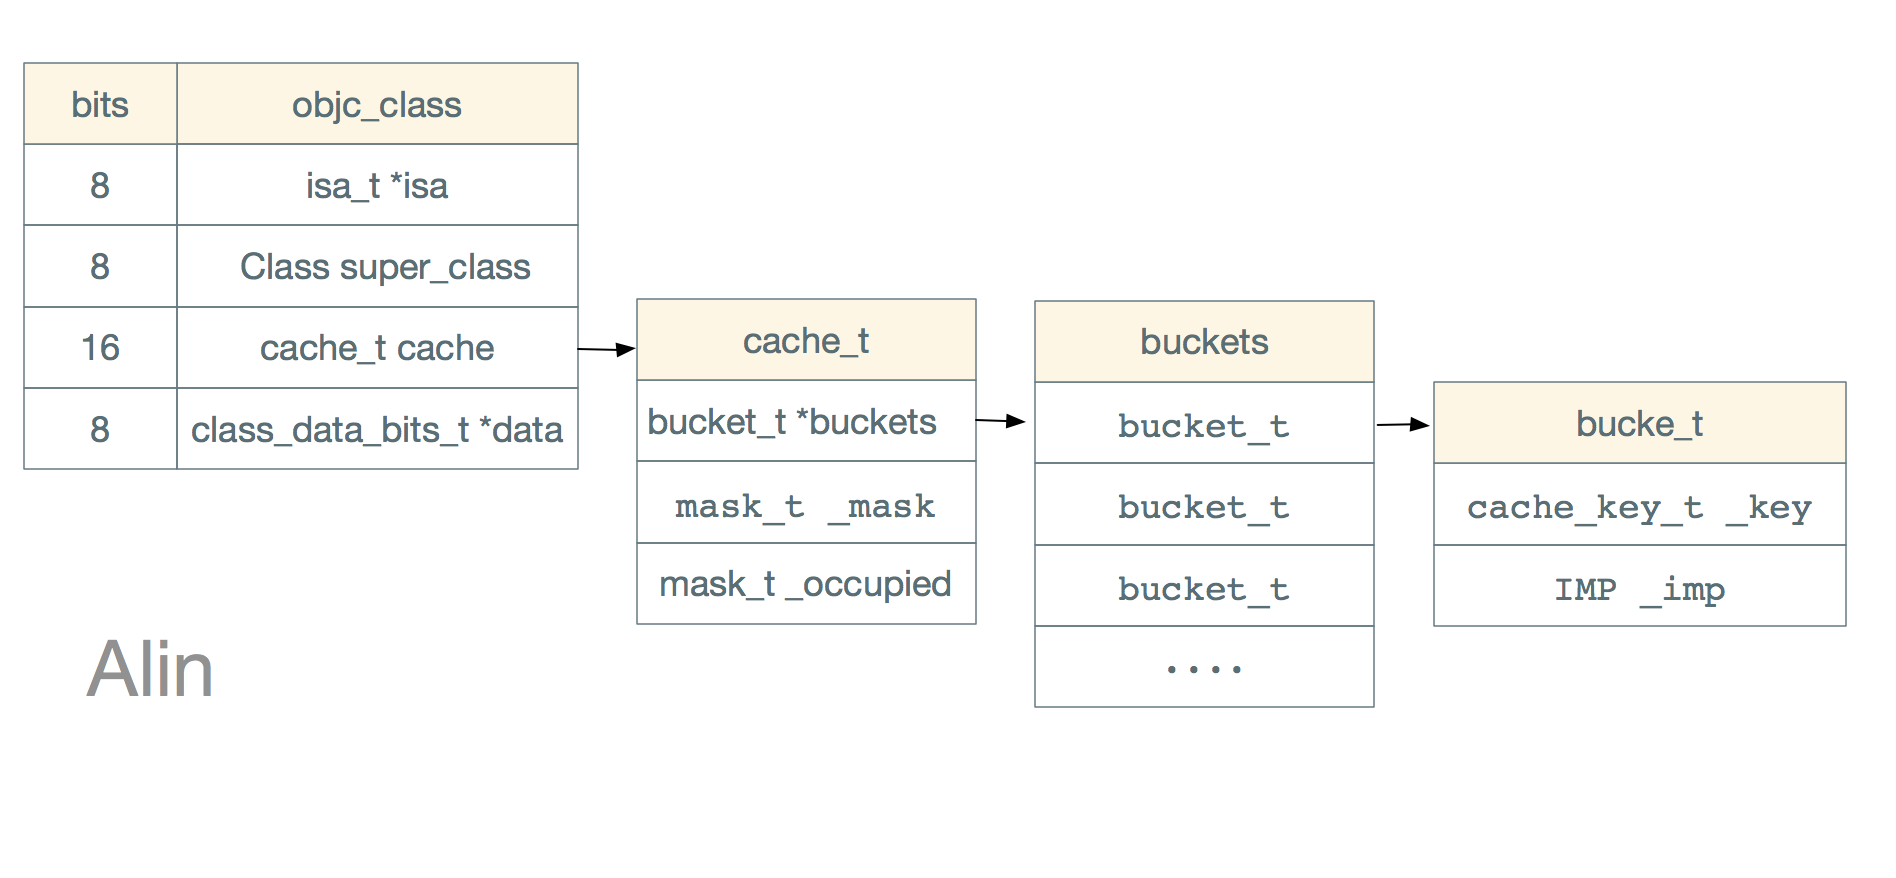 bits objc_class
8 isa_t *isa
8 Class super_class
16 cache_t cache
8 class_data_bits_t *data
cache_t
bucket_t *buckets
mask_t _mask
mask_t _occupied
buckets
bucket_t
bucket_t
bucket_t
....
bucke_t
cache_key_t _key
IMP _imp
Alin